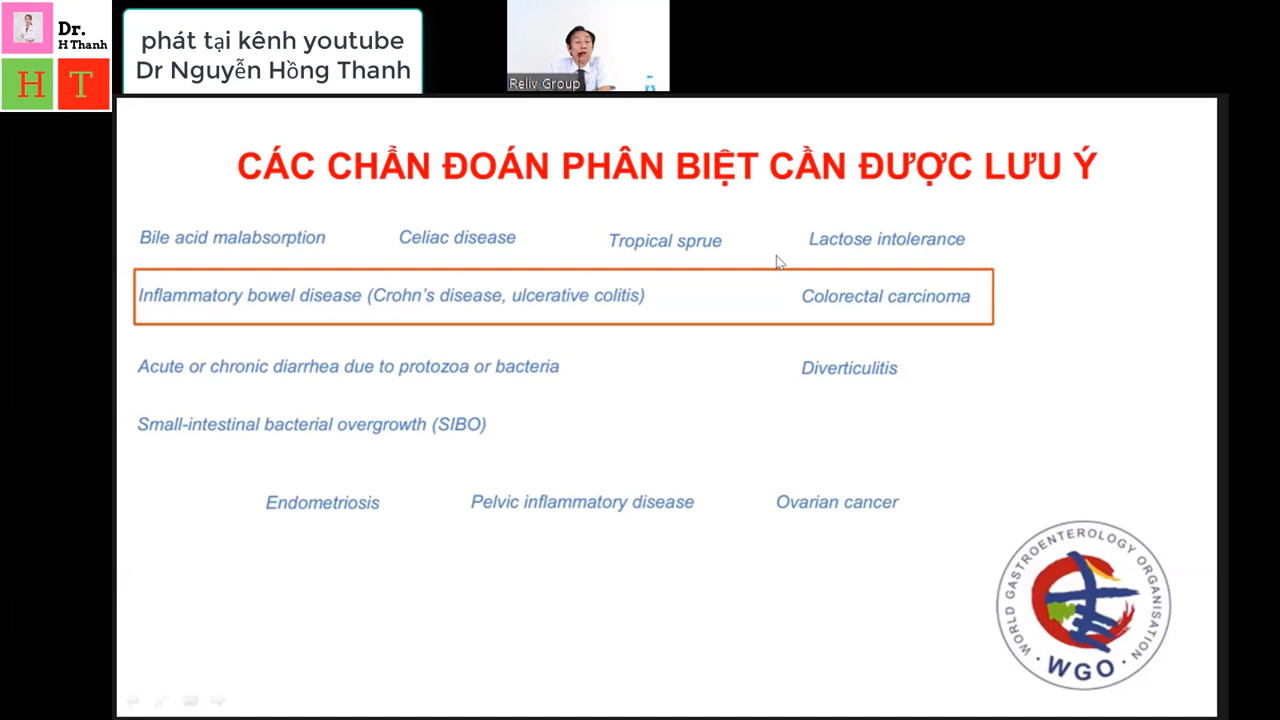 Dr.
H Thanh
H T
phát tại kênh youtube
Dr Nguyễn Hồng Thanh
Reliv Group
CÁC CHẨN ĐOÁN PHÂN BIỆT CẦN ĐƯỢC LƯU Ý
Bile acid malabsorption Celiac disease Tropical sprue Lactose intolerance
Inflammatory bowel disease (Crohn's disease, ulcerative colitis) Colorectal carcinoma
Acute or chronic diarrhea due to protozoa or bacteria Diverticulitis
Small-intestinal bacterial overgrowth (SIBO)
Endometriosis Pelvic inflammatory disease Ovarian cancer
WORLD GASTROENTEROLOGY ORGANISATION
· WGO ·